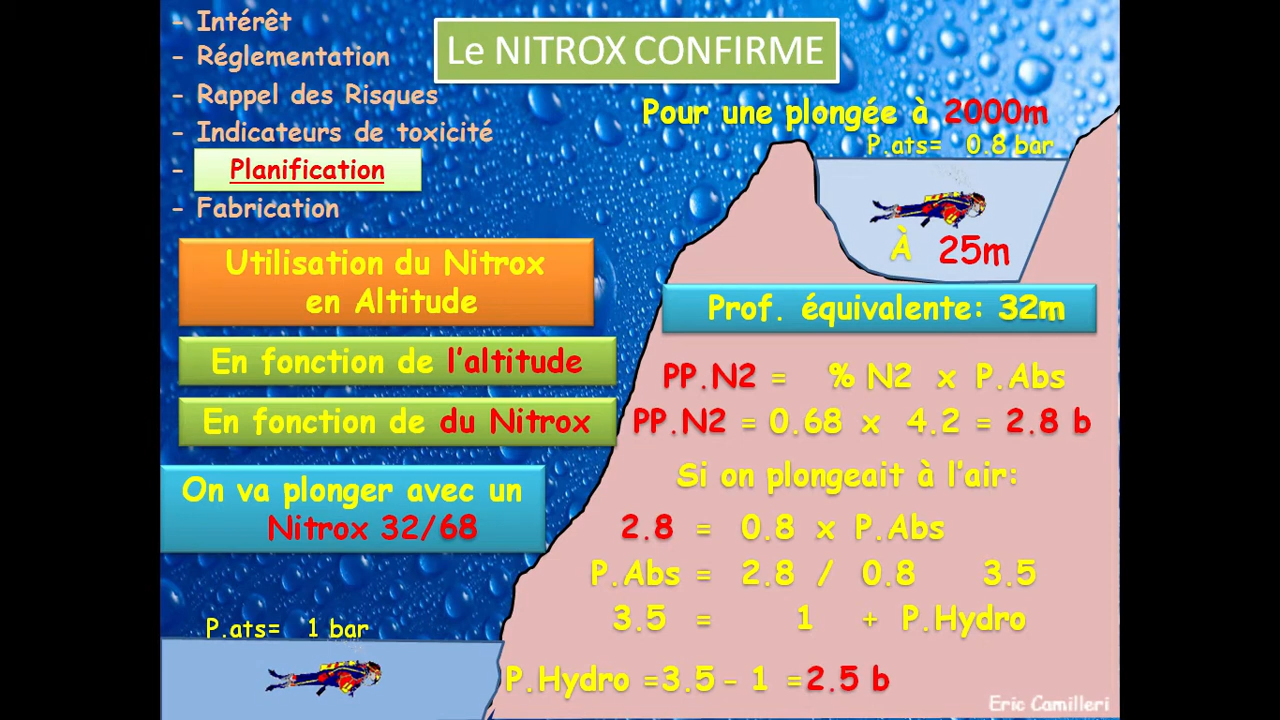 - Intérêt
- Réglementation
- Rappel des Risques
- Indicateurs de toxicité
- Planification
- Fabrication
Le NITROX CONFIRME
Utilisation du Nitrox
en Altitude
En fonction de l'altitude
En fonction de du Nitrox
On va plonger avec un
Nitrox 32/68
P.ats= 1 bar
Pour une plongée à 2000m
P.ats= 0.8 bar
À 25m
Prof. équivalente: 32m
PP.N2 = % N2 x P.Abs
PP.N2 = 0.68 x 4.2 = 2.8 b
Si on plongeait à l'air:
2.8 = 0.8 x P.Abs
P.Abs = 2.8 / 0.8 3.5
3.5 = 1 + P.Hydro
P.Hydro =3.5 - 1 =2.5 b
Eric Camilleri